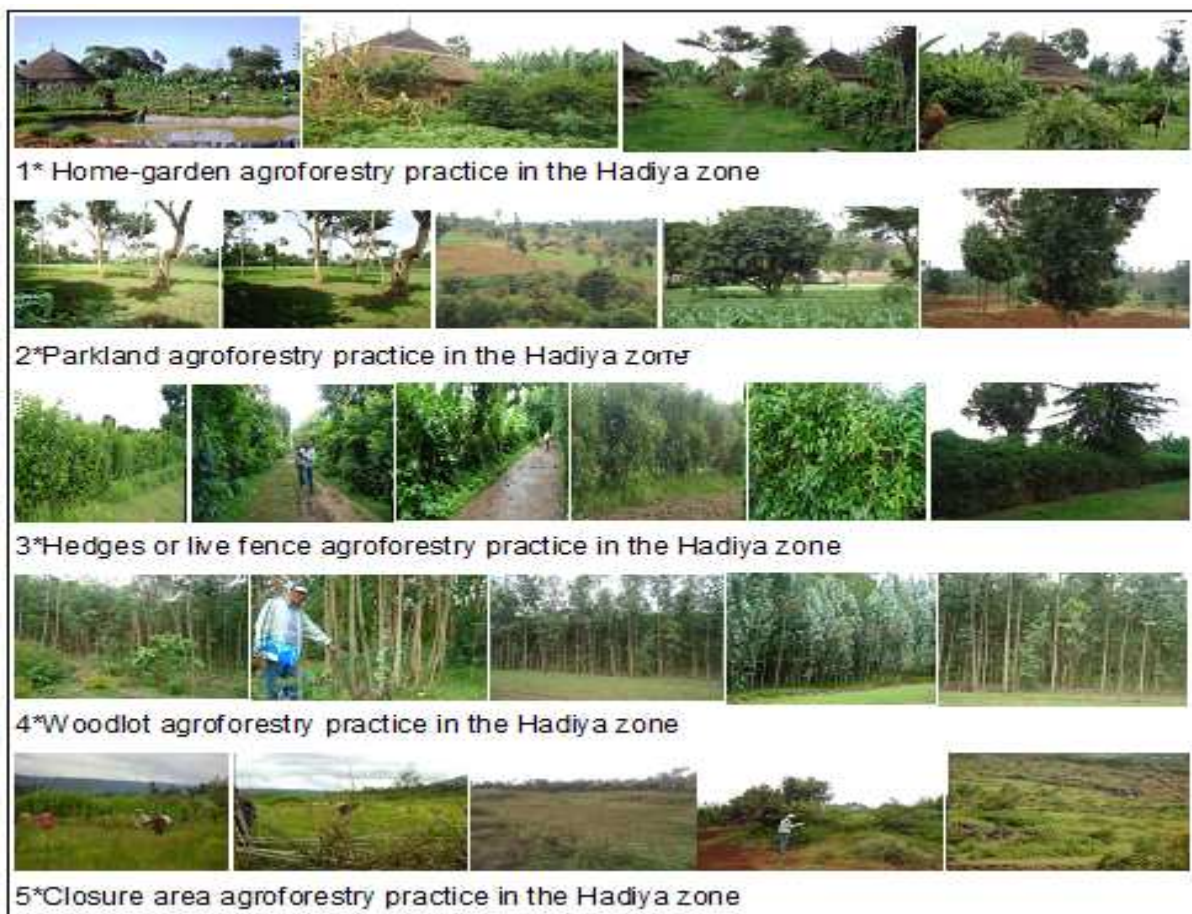 1* Home-garden agroforestry practice in the Hadiya zone
2*Parkland agroforestry practice in the Hadiya
3*Hedges or live fence agroforestry practice in the Hadiya zone
4*Woodlot agroforestry practice in the Hadiya zone
5*Closure area agroforestry practice in the Hadiya zone